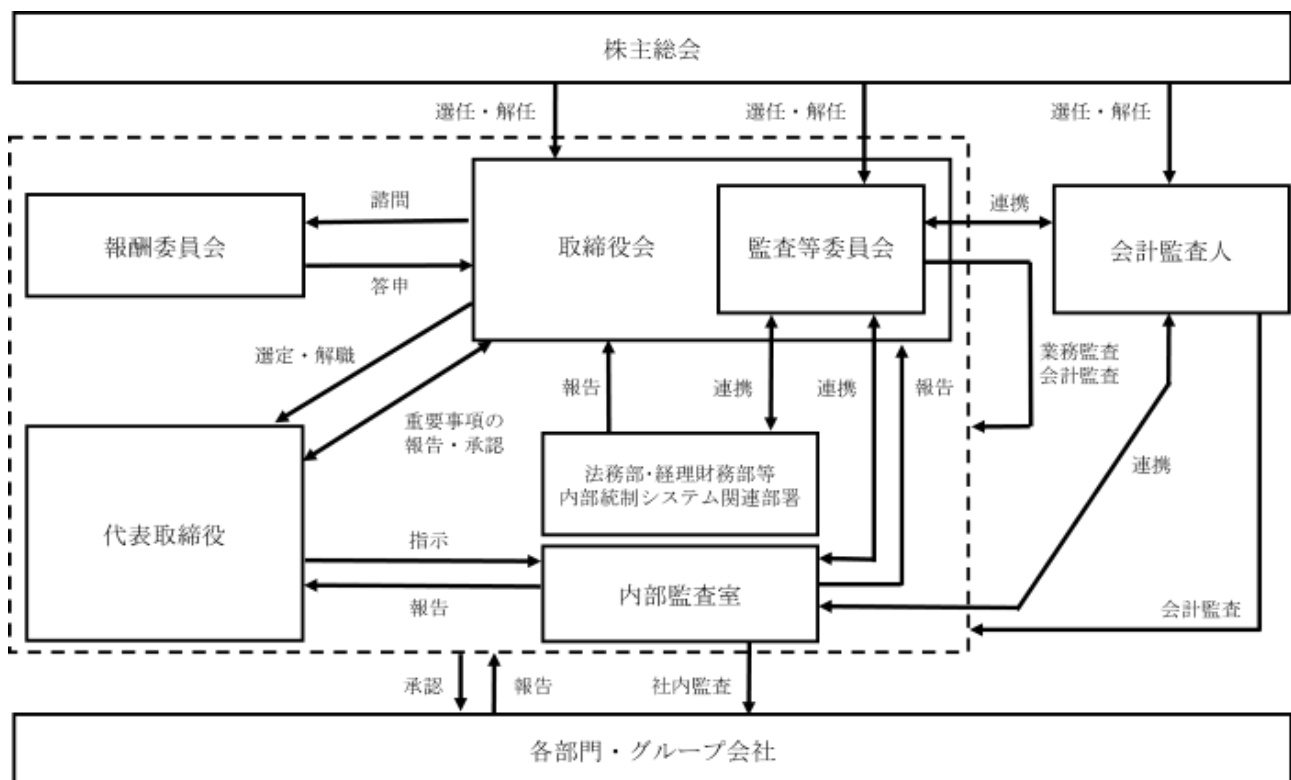 株主総会
選任・解任
選任・解任
選任・解任
報酬委員会
諮問
答申
取締役会
監査等委員会
連携
会計監査人
選定・解職
重要事項の
報告・承認
報告
連携
連携
報告
業務監査
会計監査
連携
法務部・経理財務部等
内部統制システム関連部署
代表取締役
指示
報告
内部監査室
会計監査
承認
報告
社内監査
各部門・グループ会社